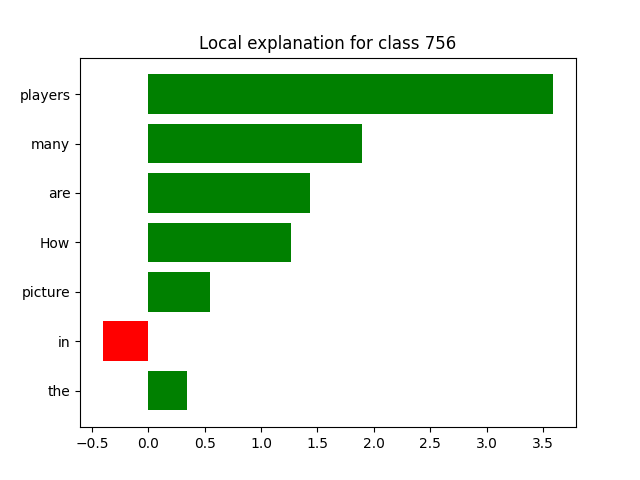 Local explanation for class 756
players
many
are
How
picture
in
the
−0.5 0.0 0.5 1.0 1.5 2.0 2.5 3.0 3.5